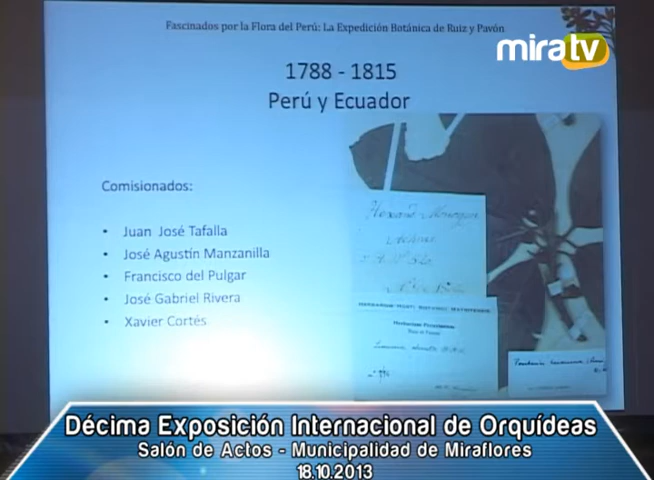 Fascinados por la Flora del Perú: La Expedición Botánica de Ruiz y Pavón
miratv
1788 - 1815
Perú y Ecuador
Comisionados:
• Juan José Tafalla
• José Agustín Manzanilla
• Francisco del Pulgar
• José Gabriel Rivera
• Xavier Cortés
Décima Exposición Internacional de Orquídeas
Salón de Actos - Municipalidad de Miraflores
18.10.2013